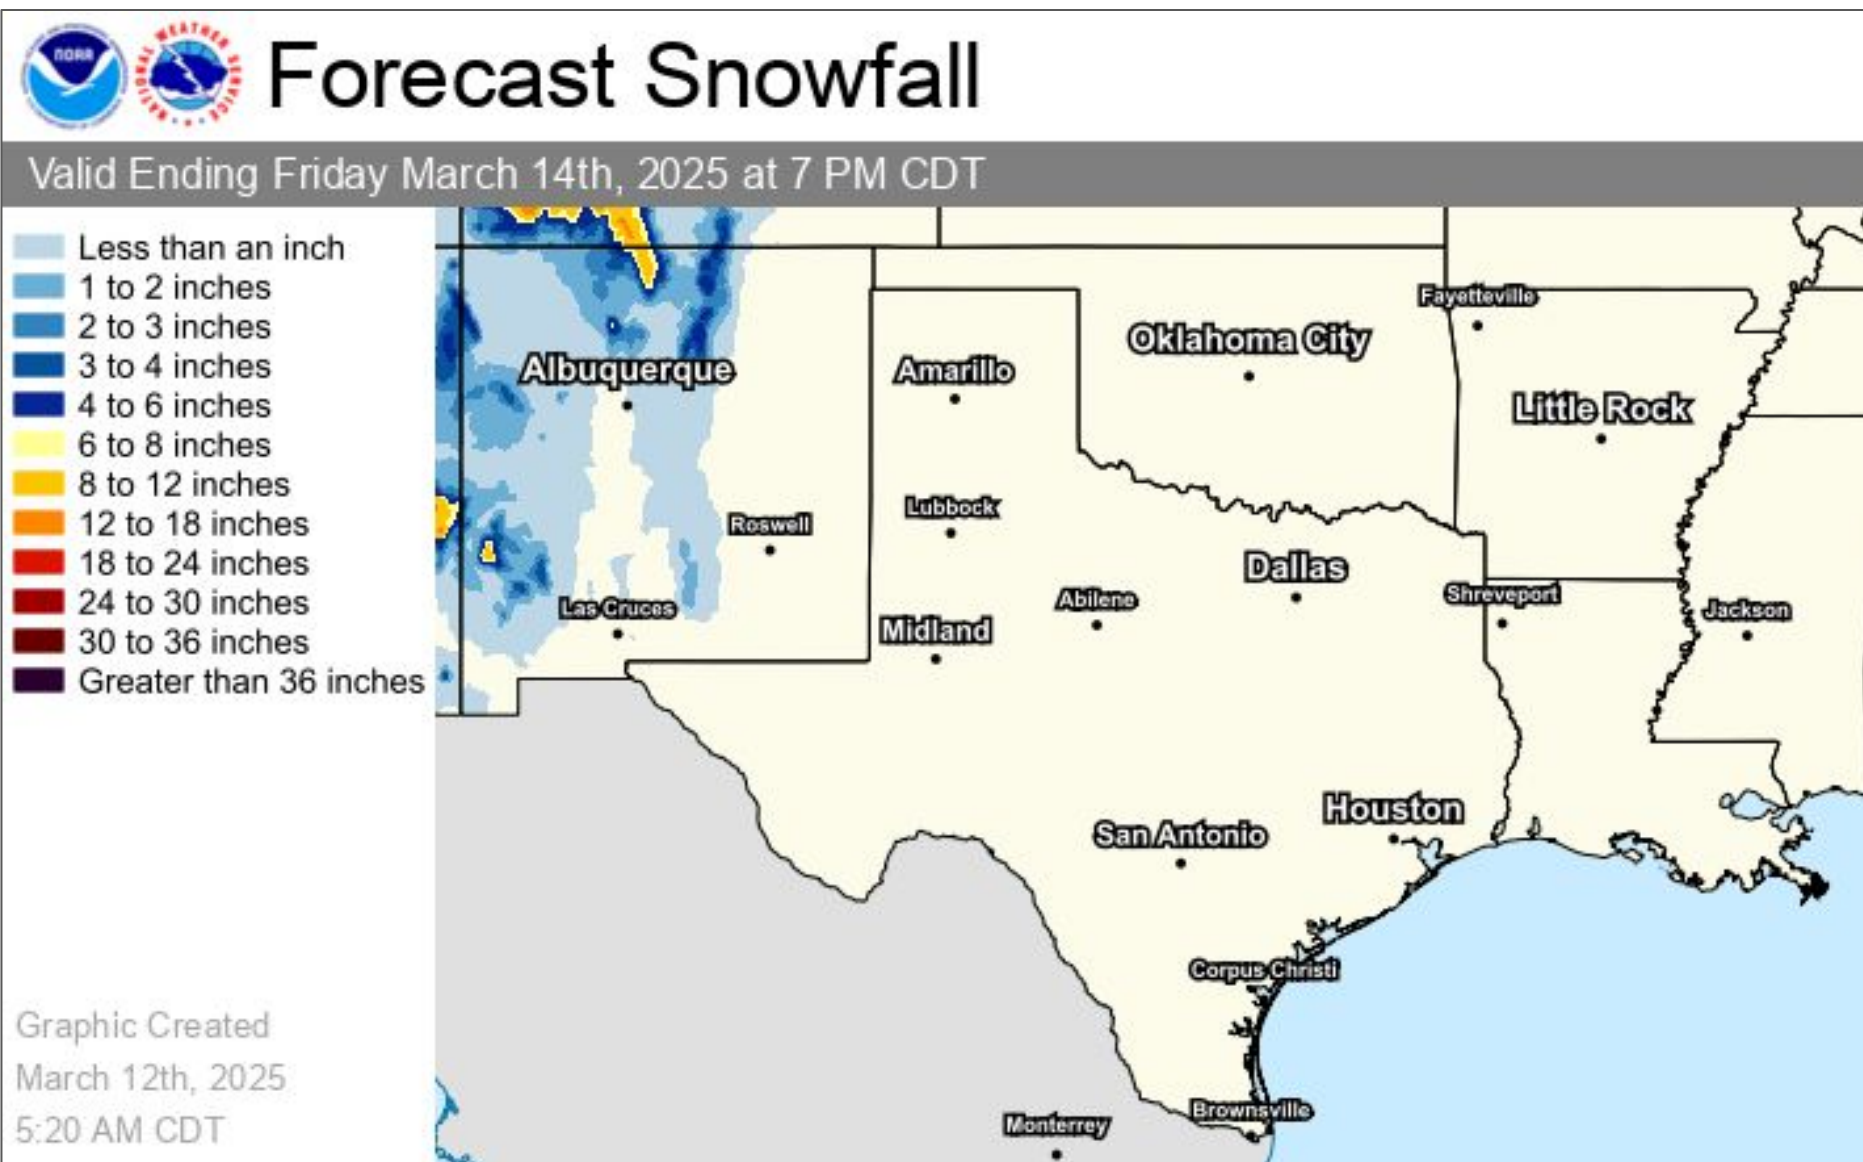 NOAA
NATIONAL WEATHER SERVICE
Forecast Snowfall
Valid Ending Friday March 14th, 2025 at 7 PM CDT
Less than an inch
1 to 2 inches
2 to 3 inches
3 to 4 inches
4 to 6 inches
6 to 8 inches
8 to 12 inches
12 to 18 inches
18 to 24 inches
24 to 30 inches
30 to 36 inches
Greater than 36 inches
Graphic Created
March 12th, 2025
5:20 AM CDT
Fayetteville
Oklahoma City
Albuquerque
Amarillo
Little Rock
Lubbock
Roswell
Dallas
Shreveport
Abilene
Las Cruces
Jackson
Midland
Houston
San Antonio
Corpus Christi
Brownsville
Monterrey